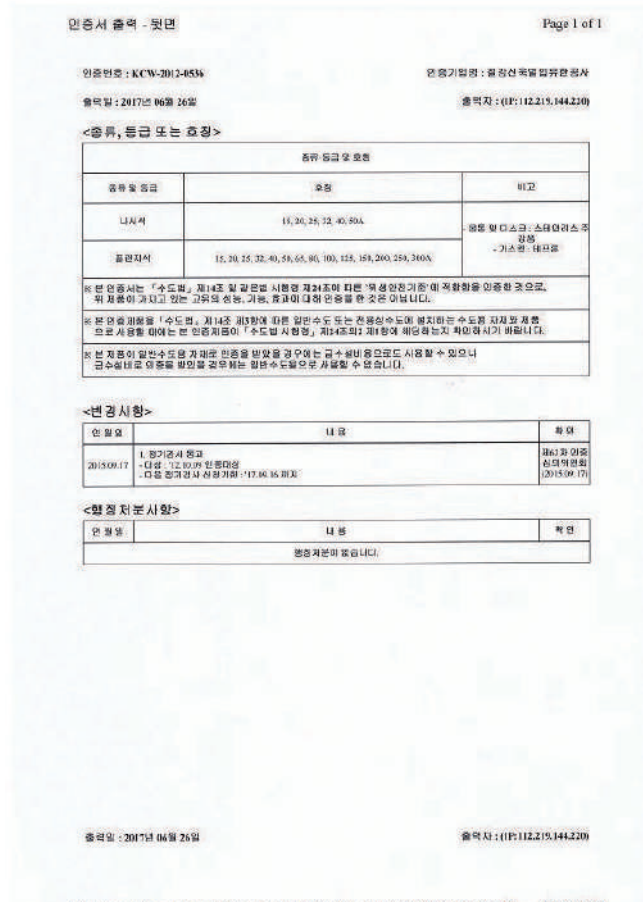 인증서 출력 - 뒷면
Page 1 of 1
인증번호 : KCW-2012-0536
인증기업명 : 절강신옥밸브유한공사
출력일 : 2017년 06월 26일
출력자 : (IP:112.219.144.220)
<종류, 등급 또는 호칭>
종류·등급 및 호칭
종류 및 등급
호칭
비고
나사식
15, 20, 25, 32, 40, 50A
- 몸통 및 디스크 : 스테인리스 주강품
- 가스켓 : 테프론
플랜지식
15, 20, 25, 32, 40, 50, 65, 80, 100, 125, 150, 200, 250, 300A
※ 본 인증서는 「수도법」 제14조 및 같은법 시행령 제24조에 따른 '위생안전기준'에 적합함을 인증한 것으로,
위 제품이 가지고 있는 고유의 성능, 기능, 효과에 대해 인증을 한 것은 아닙니다.
※ 본 인증제품을 「수도법」 제14조 제3항에 따른 일반수도 또는 전용상수도에 설치하는 수도용 자재와 제품
으로 사용할 때에는 본 인증제품이 「수도법 시행령」 제24조의2 제1항에 해당하는지 확인하시기 바랍니다.
※ 본 제품이 일반수도용 자재로 인증을 받았을 경우에는 급수설비용으로도 사용할 수 있으나
급수설비로 인증을 받았을 경우에는 일반수도용으로 사용할 수 없습니다.
<변경사항>
연월일
내용
확인
2015.09.17
1. 정기검사 통과
- 대상 : '12.10.09 인증대상
- 다음 정기검사 신청기한 : '17.09.16 까지
제61차 인증
심의위원회
(2015.09.17)
<행정처분사항>
연월일
내용
확인
행정처분이 없습니다.
출력일 : 2017년 06월 26일
출력자 : (IP:112.219.144.220)